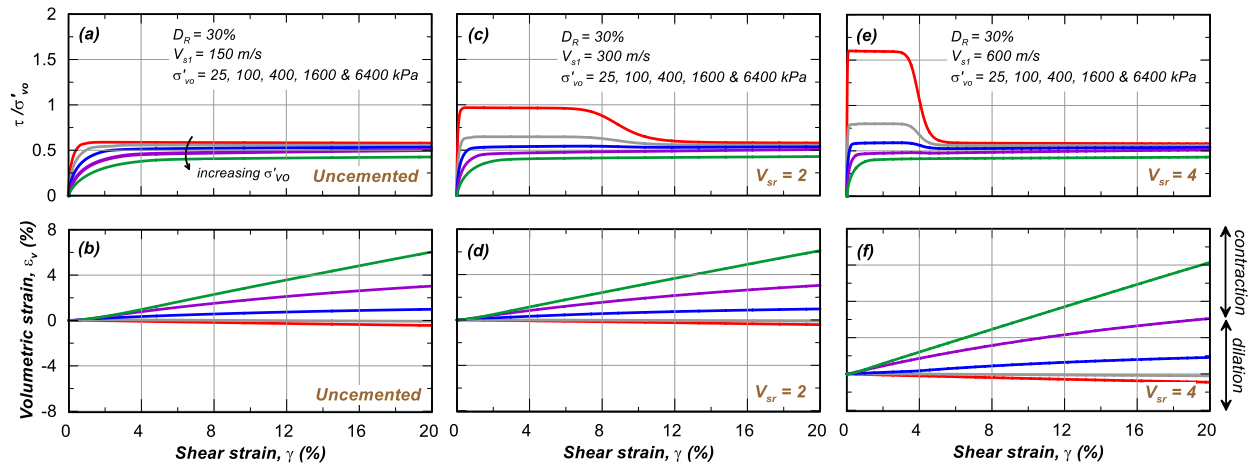 (a)
D_R = 30%
V_s1 = 150 m/s
σ'_vo = 25, 100, 400, 1600 & 6400 kPa
increasing σ'_VO
Uncemented
(c)
D_R = 30%
V_s1 = 300 m/s
σ'_vo = 25, 100, 400, 1600 & 6400 kPa
V_sr = 2
(e)
D_R = 30%
V_s1 = 600 m/s
σ'_vo = 25, 100, 400, 1600 & 6400 kPa
V_sr = 4
τ /σ'_vo
2
1.5
1
0.5
0
(b)
Uncemented
(d)
V_sr = 2
(f)
V_sr = 4
Volumetric strain, ε_v (%)
8
4
0
-4
-8
contraction
dilation
0 4 8 12 16 20
0 4 8 12 16 20
0 4 8 12 16 20
Shear strain, γ (%)
Shear strain, γ (%)
Shear strain, γ (%)